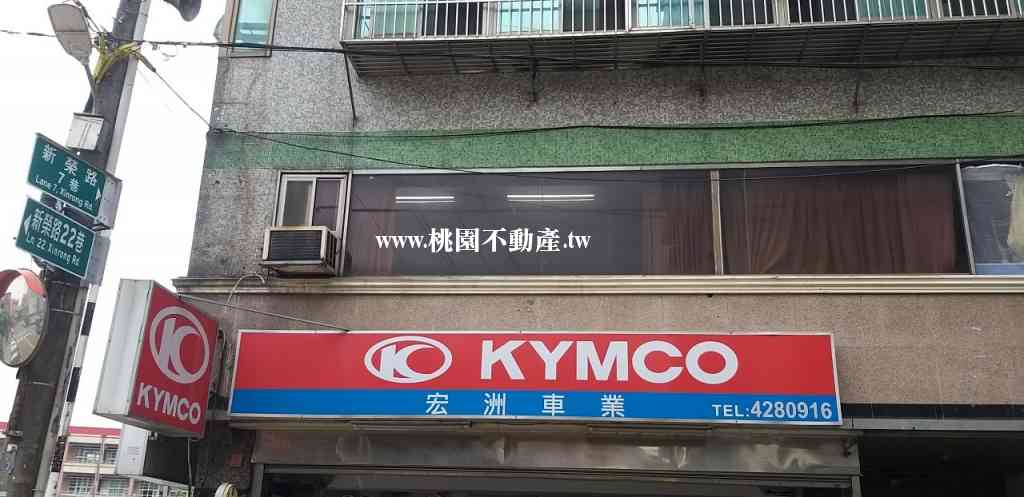 新榮路
7巷
Lane 7, Xinrong Rd.
新榮路22巷
Ln. 22 Xinrong Rd.
www.桃園不動產.tw
KYMCO
KYMCO
宏洲車業
TEL:4280916